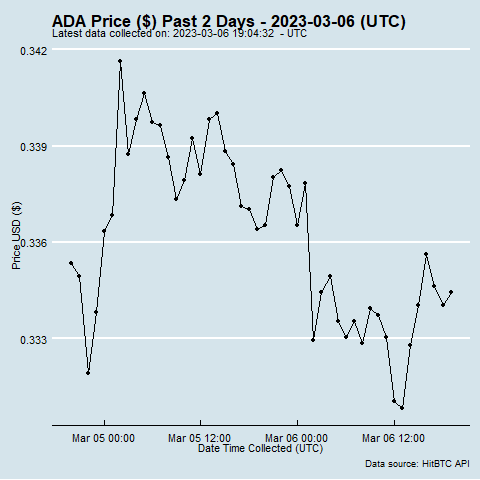 ADA Price ($) Past 2 Days - 2023-03-06 (UTC)
Latest data collected on: 2023-03-06 19:04:32 - UTC
0.342
0.339
0.336
0.333
Price USD ($)
Mar 05 00:00 Mar 05 12:00 Mar 06 00:00 Mar 06 12:00
Date Time Collected (UTC)
Data source: HitBTC API